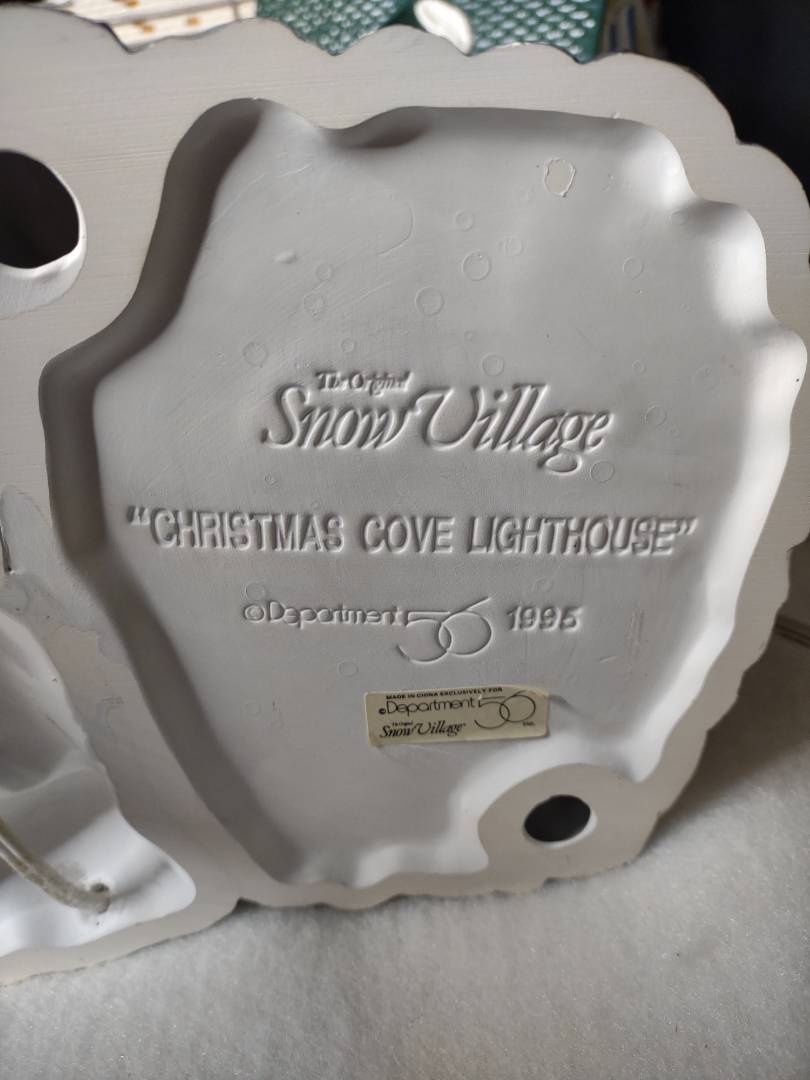 The Original
Snow Village
"CHRISTMAS COVE LIGHTHOUSE"
©Department 56 1995
MADE IN CHINA EXCLUSIVELY FOR
©Department 56 INC.
The Original
Snow Village®